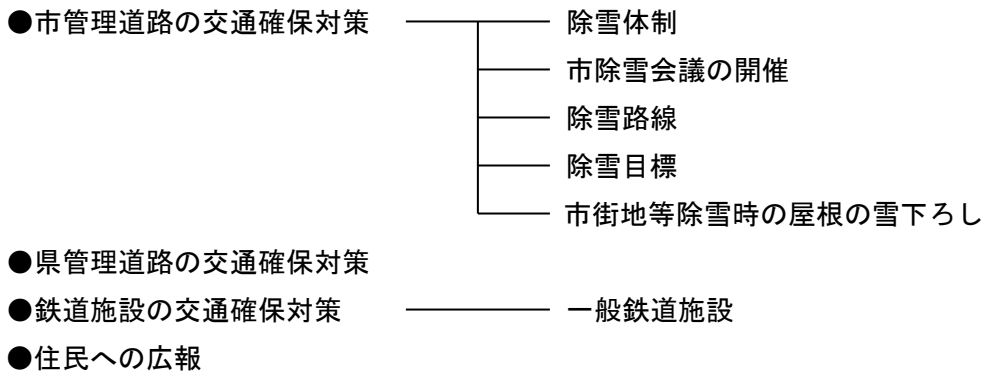 ●市管理道路の交通確保対策 除雪体制
市除雪会議の開催
除雪路線
除雪目標
市街地等除雪時の屋根の雪下ろし
●県管理道路の交通確保対策
●鉄道施設の交通確保対策 一般鉄道施設
●住民への広報